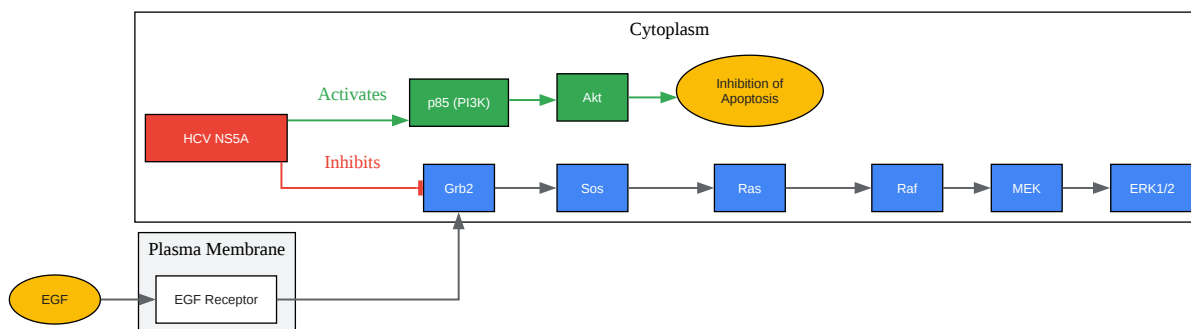 Cytoplasm
Activates
p85 (PI3K)
Akt
Inhibition of
Apoptosis
HCV NS5A
Inhibits
Grb2
Sos
Ras
Raf
MEK
ERK1/2
Plasma Membrane
EGF
EGF Receptor